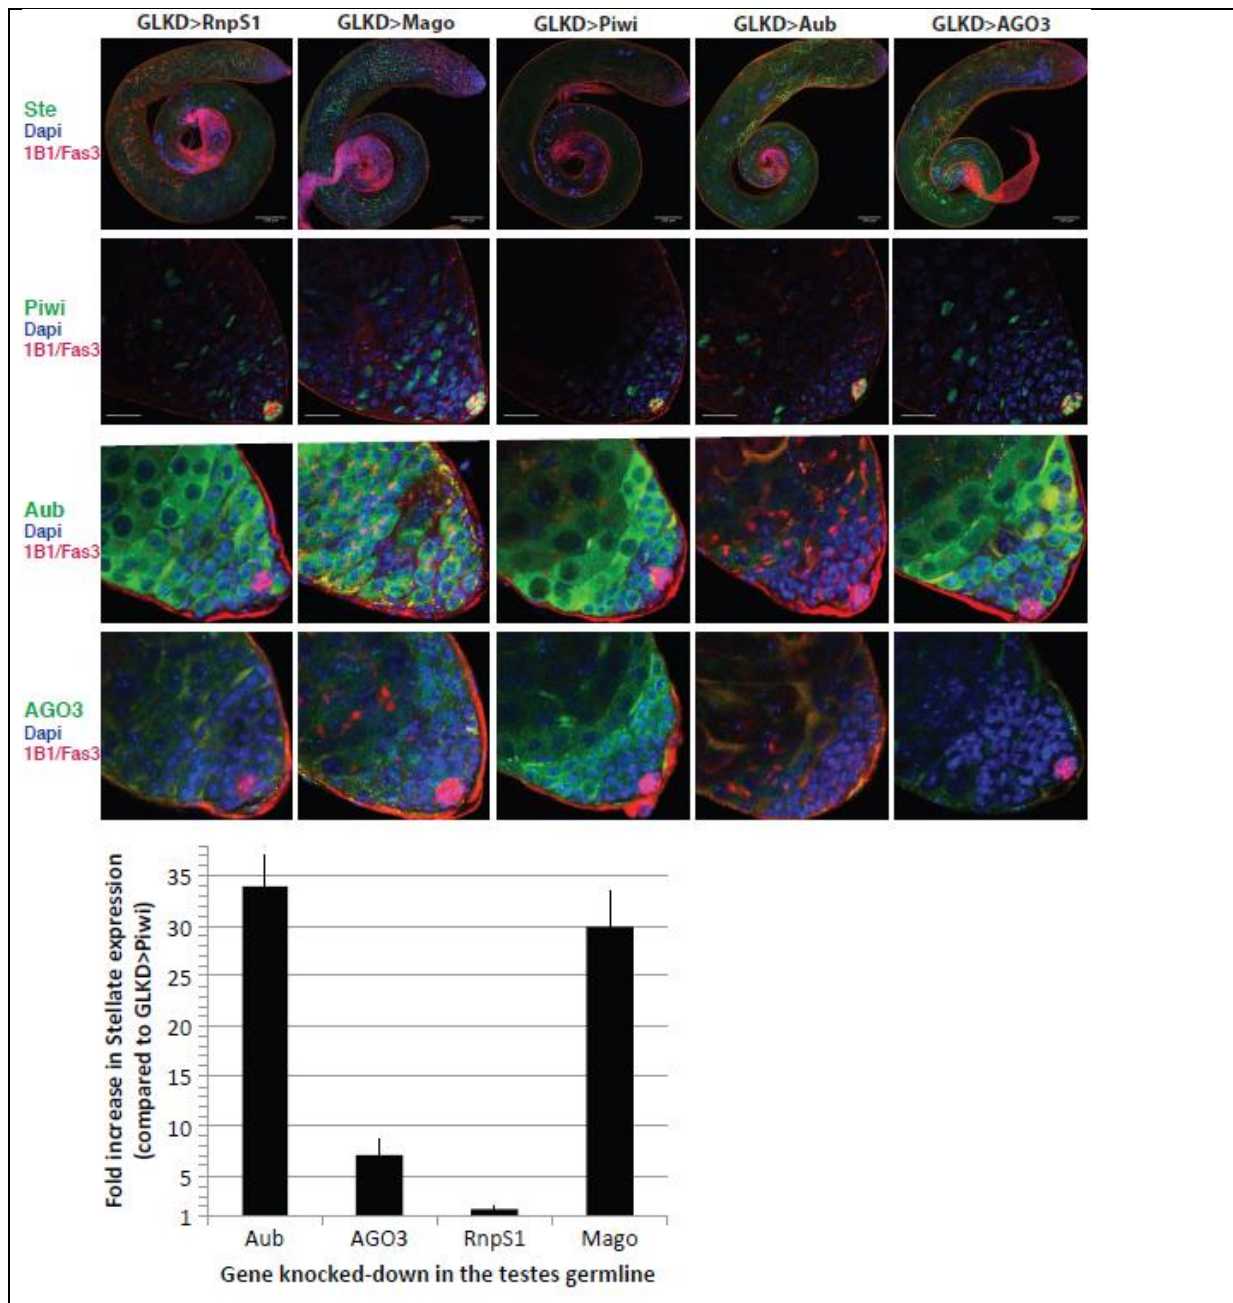 GLKD>RnpS1 GLKD>Mago GLKD>Piwi GLKD>Aub GLKD>AGO3
Ste
Dapi
1B1/Fas3
Piwi
Dapi
1B1/Fas3
Aub
Dapi
1B1/Fas3
AGO3
Dapi
1B1/Fas3
Fold increase in Stellate expression
(compared to GLKD>Piwi)
35
30
25
20
15
10
5
1
Aub AGO3 RnpS1 Mago
Gene knocked-down in the testes germline